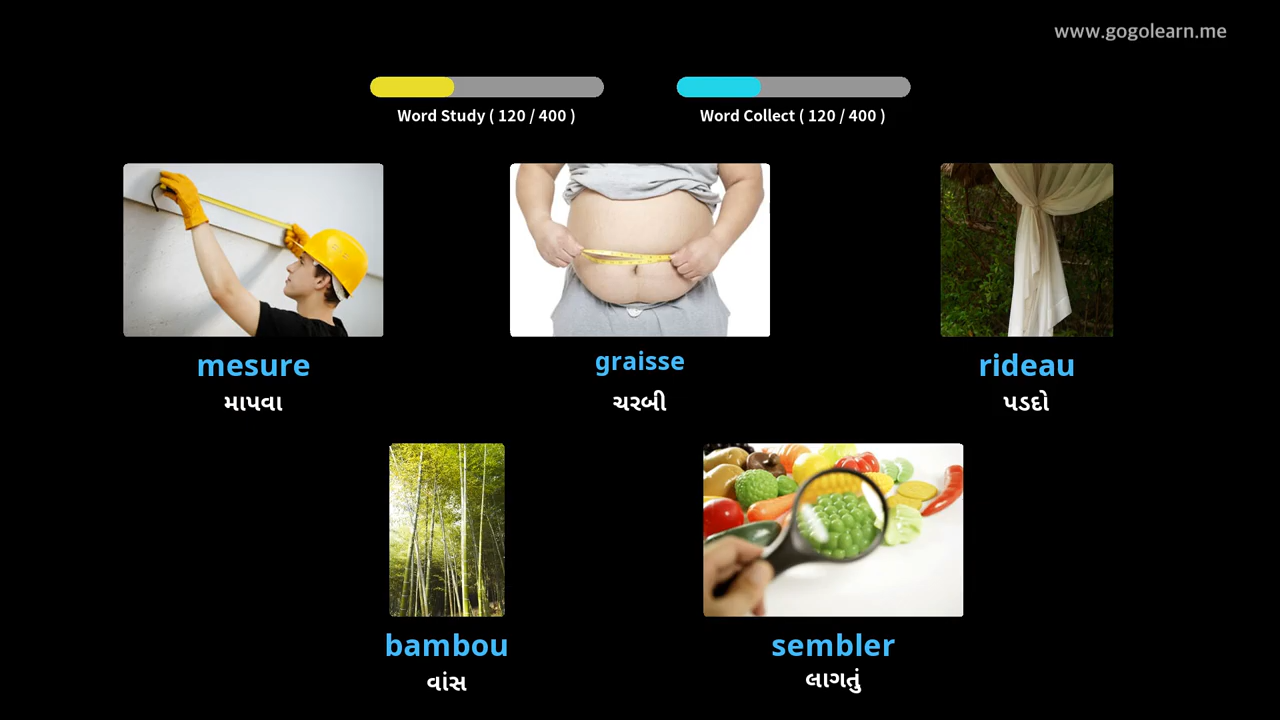 www.gogolearn.me
Word Study ( 120 / 400 )
Word Collect ( 120 / 400 )
mesure
માપવા
graisse
ચરબી
rideau
પડદો
bambou
વાંસ
sembler
લાગતું